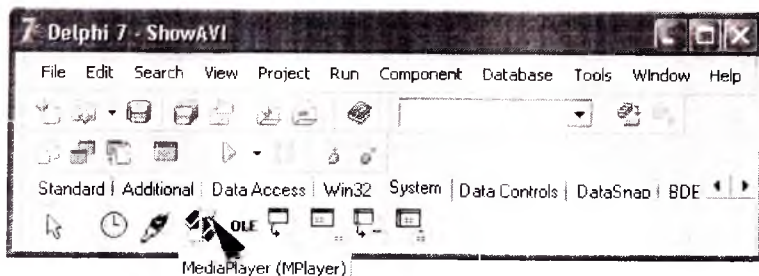 7 Delphi 7 - ShowAVI
File Edit Search View Project Run Component Database Tools Window Help
Standard Additional Data Access Win32 System Data Controls DataSnap BDE
OLE
MediaPlayer (MPlayer)